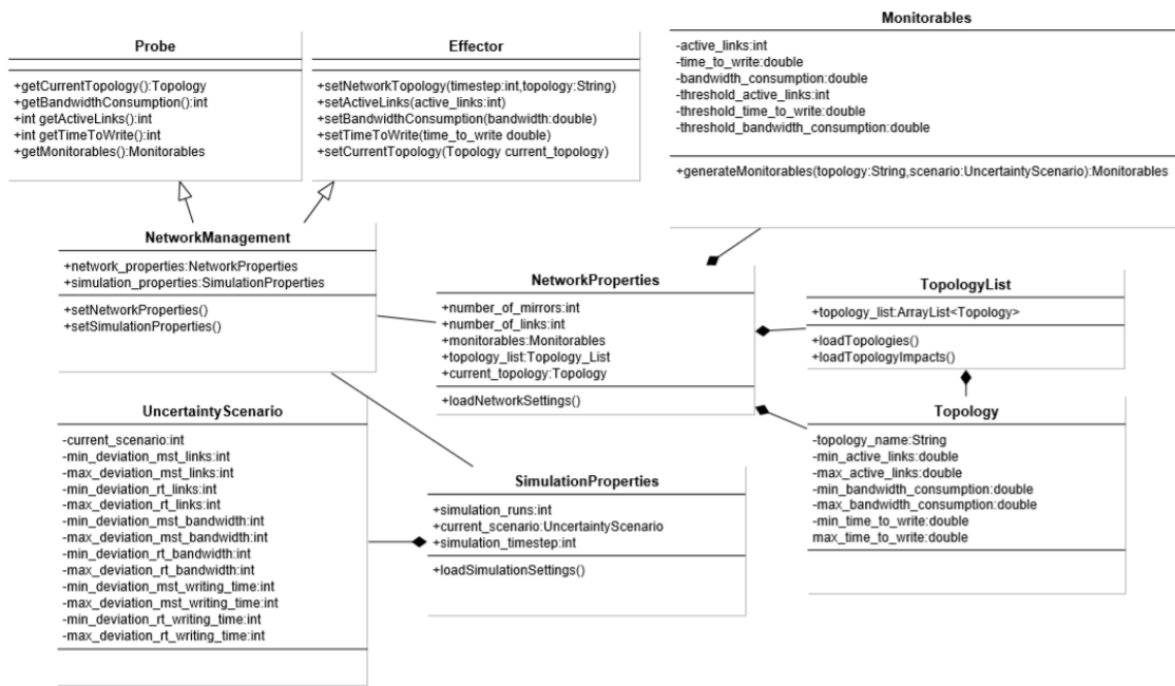 Probe
+getCurrentTopology():Topology
+getBandwidthConsumption():int
+int getActiveLinks():int
+int getTimeToWrite():int
+getMonitorables():Monitorables
Effector
+setNetworkTopology(timestep:int,topology:String)
+setActiveLinks(active_links:int)
+setBandwidthConsumption(bandwidth:double)
+setTimeToWrite(time_to_write double)
+setCurrentTopology(Topology current_topology)
Monitorables
-active_links:int
-time_to_write:double
-bandwidth_consumption:double
-threshold_active_links:int
-threshold_time_to_write:double
-threshold_bandwidth_consumption:double
+generateMonitorables(topology:String,scenario:UncertaintyScenario):Monitorables
NetworkManagement
+network_properties:NetworkProperties
+simulation_properties:SimulationProperties
+setNetworkProperties()
+setSimulationProperties()
NetworkProperties
+number_of_mirrors:int
+number_of_links:int
+monitorables:Monitorables
+topology_list:Topology_List
+current_topology:Topology
+loadNetworkSettings()
TopologyList
+topology_list:ArrayList<Topology>
+loadTopologies()
+loadTopologyImpacts()
UncertaintyScenario
-current_scenario:int
-min_deviation_mst_links:int
-max_deviation_mst_links:int
-min_deviation_rt_links:int
-max_deviation_rt_links:int
-min_deviation_mst_bandwidth:int
-max_deviation_mst_bandwidth:int
-min_deviation_rt_bandwidth:int
-max_deviation_rt_bandwidth:int
-min_deviation_mst_writing_time:int
-max_deviation_mst_writing_time:int
-min_deviation_rt_writing_time:int
-max_deviation_rt_writing_time:int
SimulationProperties
+simulation_runs:int
+current_scenario:UncertaintyScenario
+simulation_timestep:int
+loadSimulationSettings()
Topology
-topology_name:String
-min_active_links:double
-max_active_links:double
-min_bandwidth_consumption:double
-max_bandwidth_consumption:double
-min_time_to_write:double
max_time_to_write:double